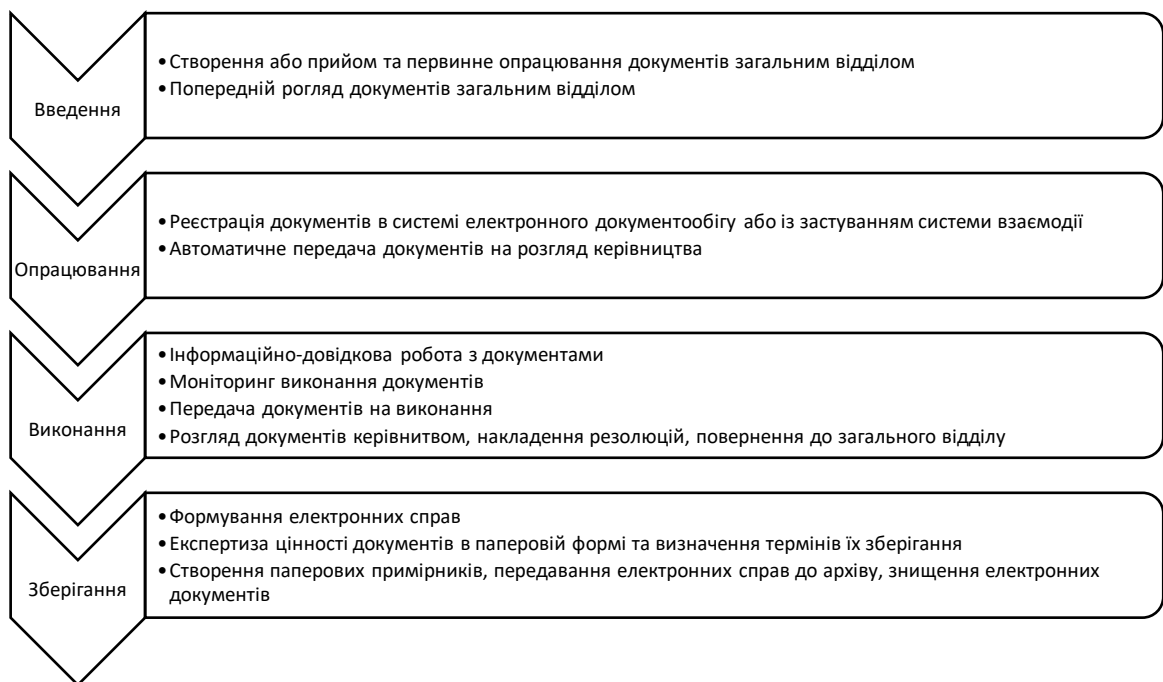 Введення
•Створення або прийом та первинне опрацювання документів загальним відділом
•Попередній рогляд документів загальним відділом
Опрацювання
•Реєстрація документів в системі електронного документообігу або із застуванням системи взаємодії
•Автоматичне передача документів на розгляд керівництва
Виконання
•Інформаційно-довідкова робота з документами
•Моніторинг виконання документів
•Передача документів на виконання
•Розгляд документів керівнитвом, накладення резолюцій, повернення до загального відділу
Зберігання
•Формування електронних справ
•Експертиза цінності документів в паперовій формі та визначення термінів їх зберігання
•Створення паперових примірників, передавання електронних справ до архіву, знищення електронних
документів